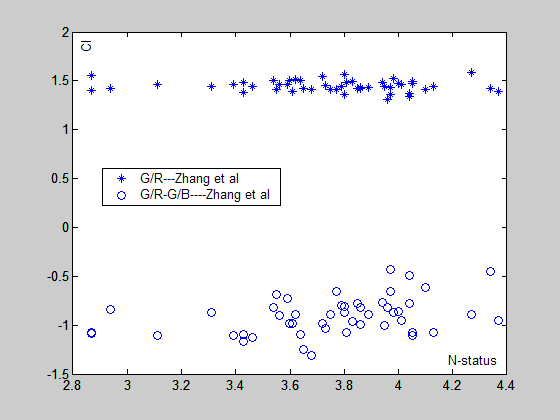 CI
2
1.5
1
0.5
0
-0.5
-1
-1.5
G/R---Zhang et al
G/R-G/B----Zhang et al
N-status
2.8 3 3.2 3.4 3.6 3.8 4 4.2 4.4